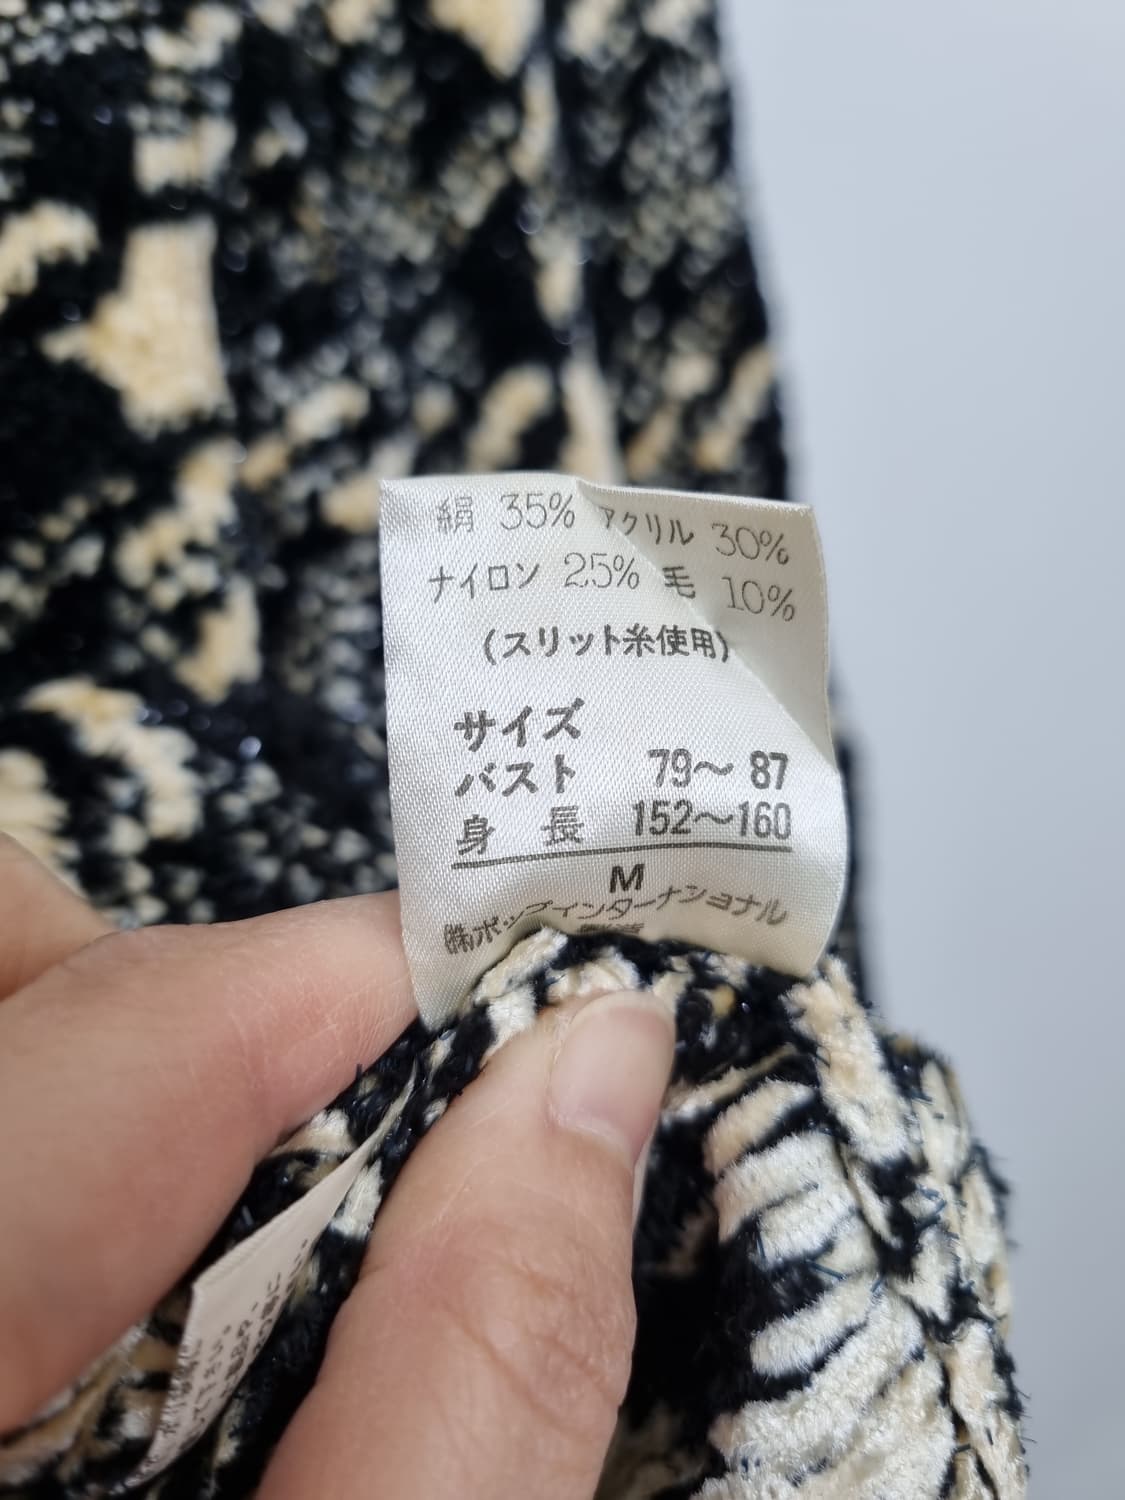 絹 35% アクリル 30%
ナイロン 25% 毛 10%
(スリット糸使用)
サイズ
バスト 79〜87
身 長 152〜160
M
㈱ポップインターナショナル